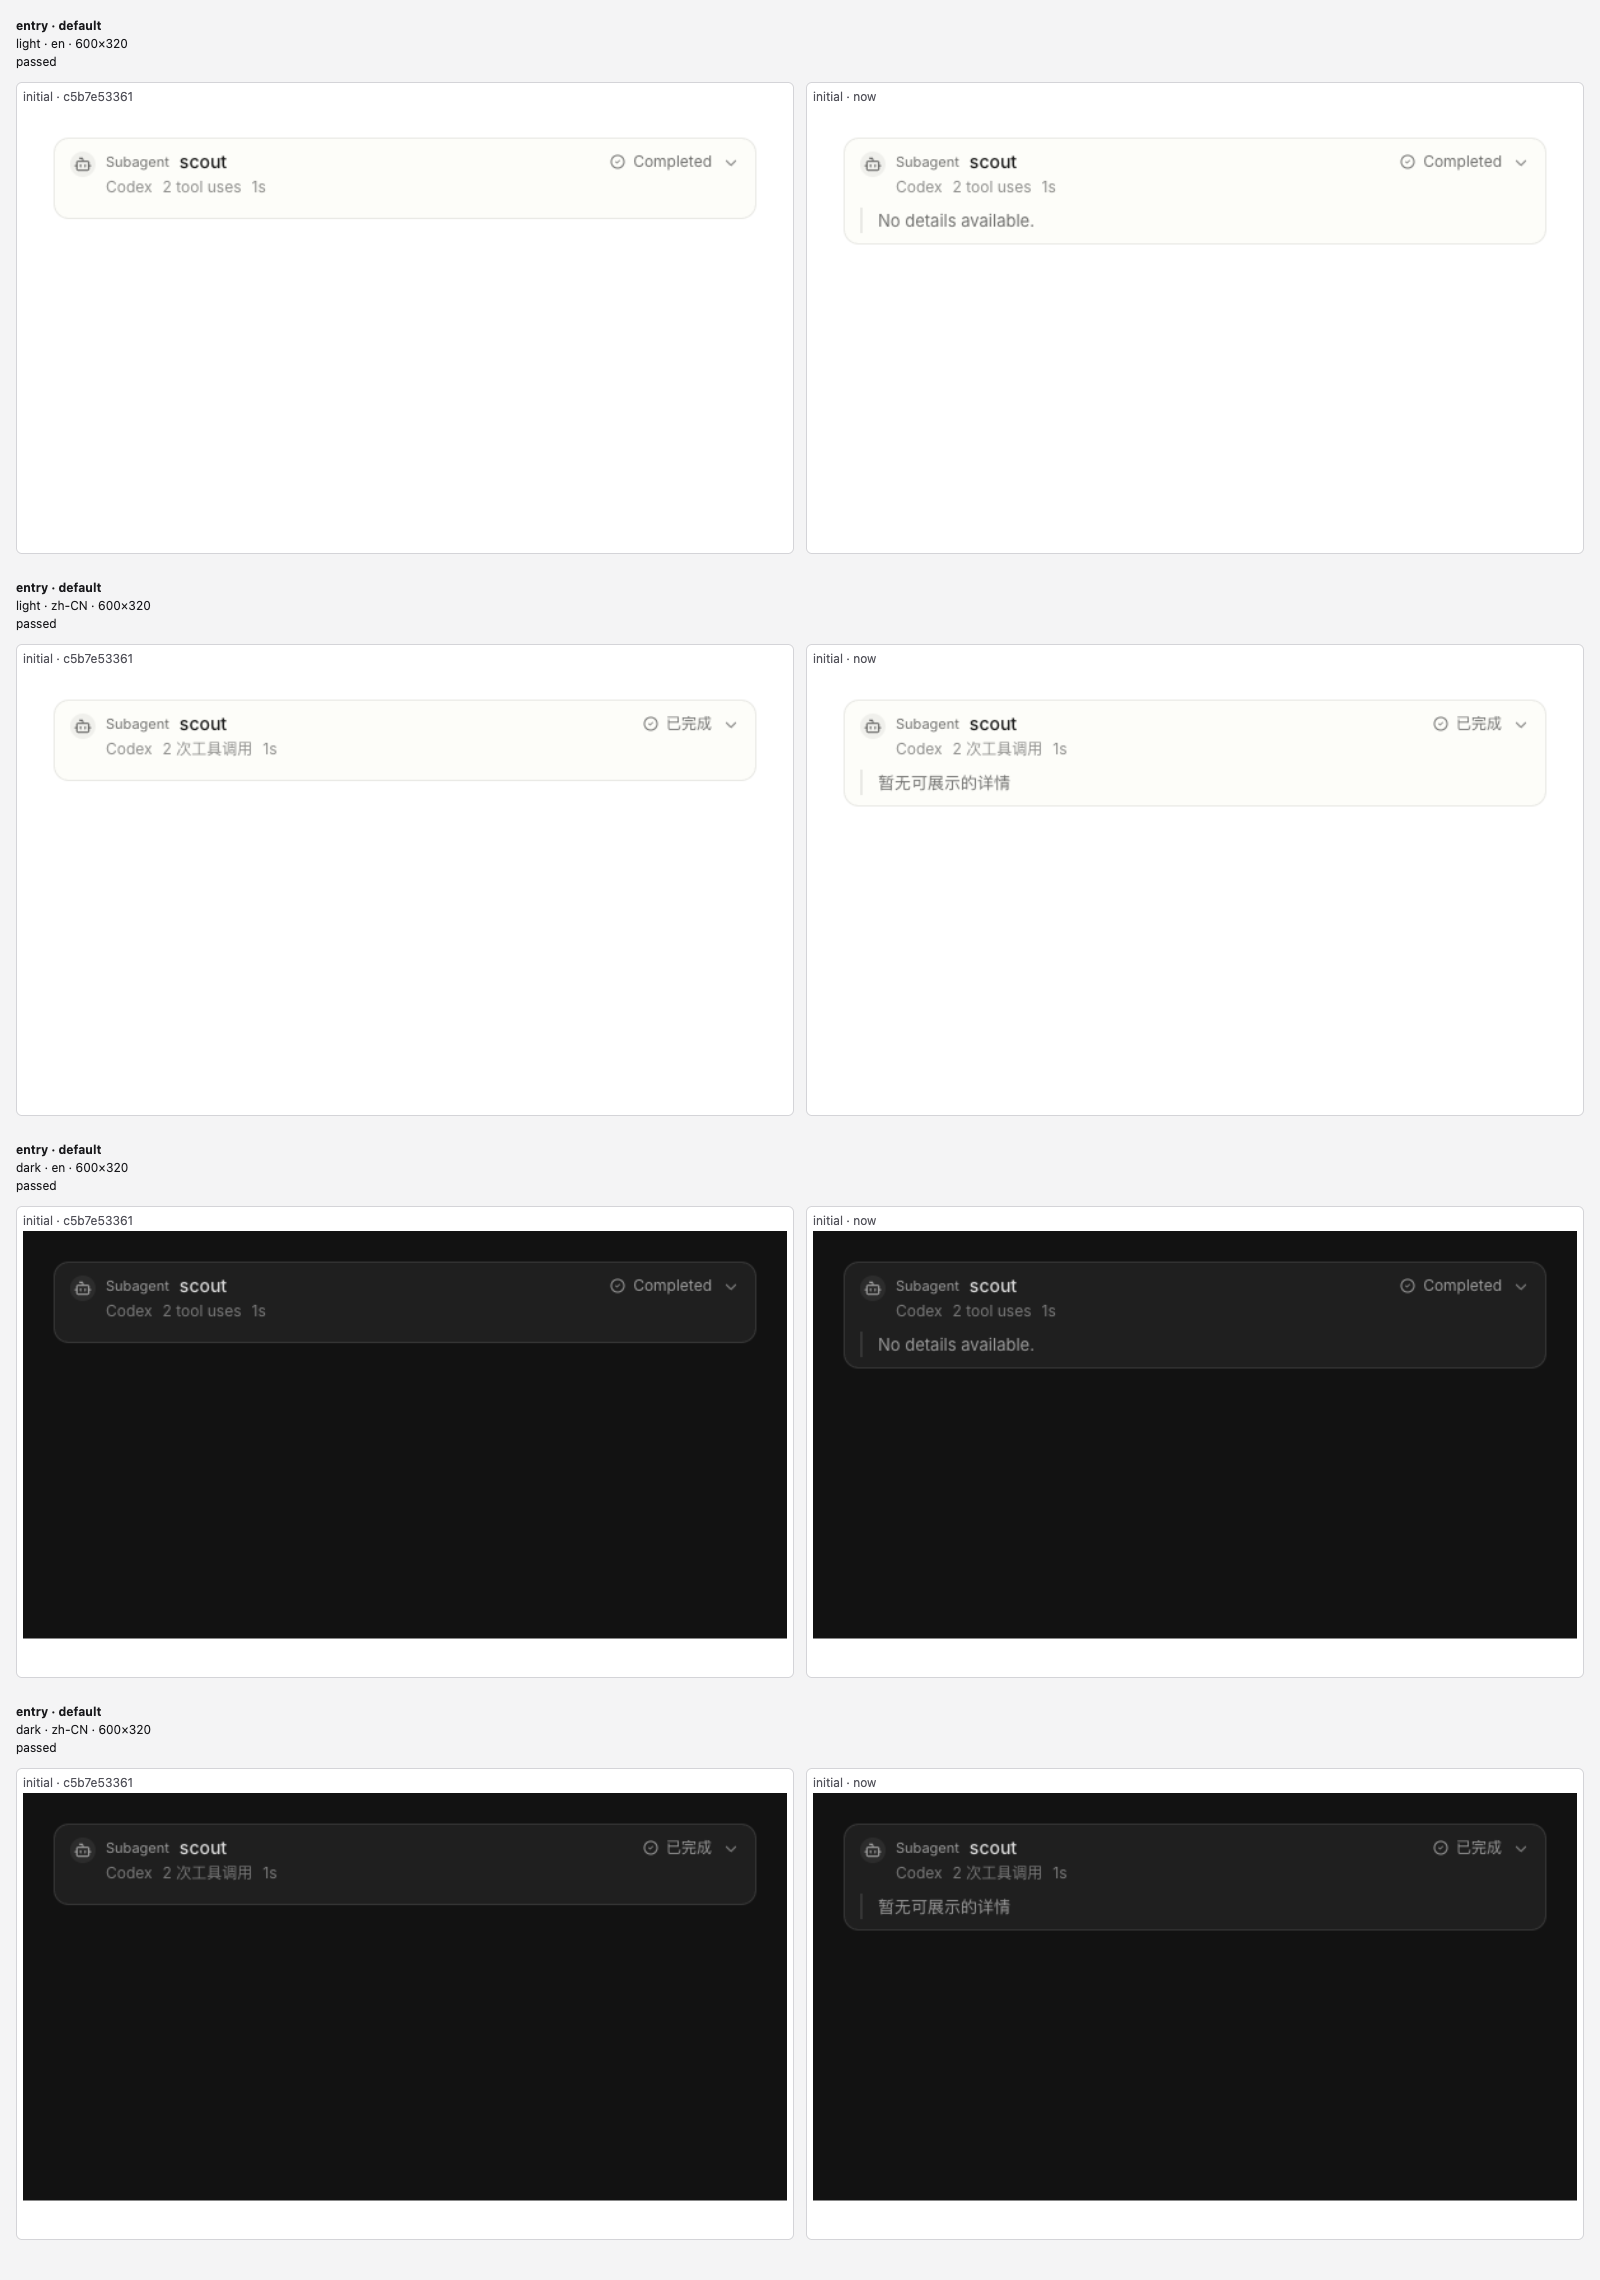 entry · default
light · en · 600×320
passed
initial · c5b7e53361
Subagent scout
Completed
Codex 2 tool uses 1s
initial · now
Subagent scout
Completed
Codex 2 tool uses 1s
No details available.
entry · default
light · zh-CN · 600×320
passed
initial · c5b7e53361
Subagent scout
已完成
Codex 2 次工具调用 1s
initial · now
Subagent scout
已完成
Codex 2 次工具调用 1s
暂无可展示的详情
entry · default
dark · en · 600×320
passed
initial · c5b7e53361
Subagent scout
Completed
Codex 2 tool uses 1s
initial · now
Subagent scout
Completed
Codex 2 tool uses 1s
No details available.
entry · default
dark · zh-CN · 600×320
passed
initial · c5b7e53361
Subagent scout
已完成
Codex 2 次工具调用 1s
initial · now
Subagent scout
已完成
Codex 2 次工具调用 1s
暂无可展示的详情